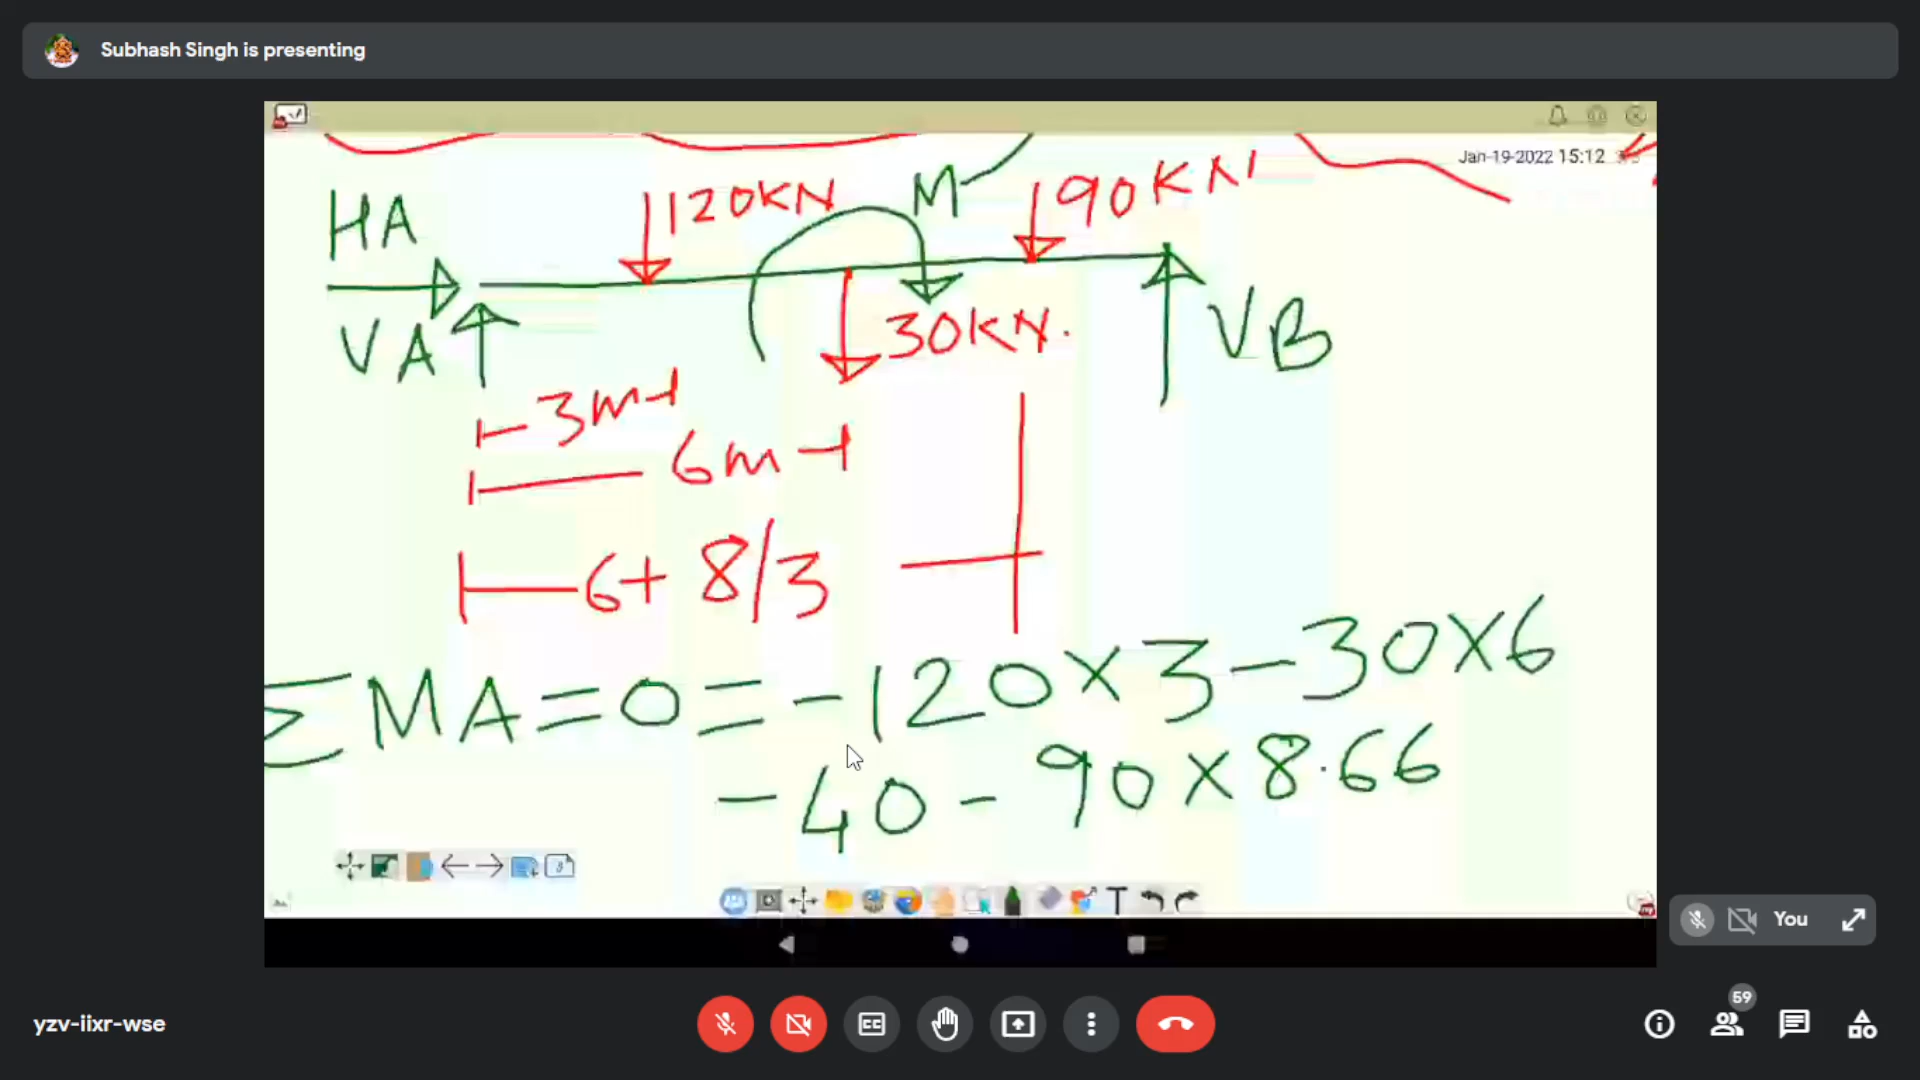 Subhash Singh is presenting
Jan-19-2022 15:12
HA
120KN
M
90KN
VA
30KN.
VB
3m
6m
6+ 8/3
ΣMA=0=-120×3-30×6
-40-90×8.66
T
You
59
yzv-iixr-wse